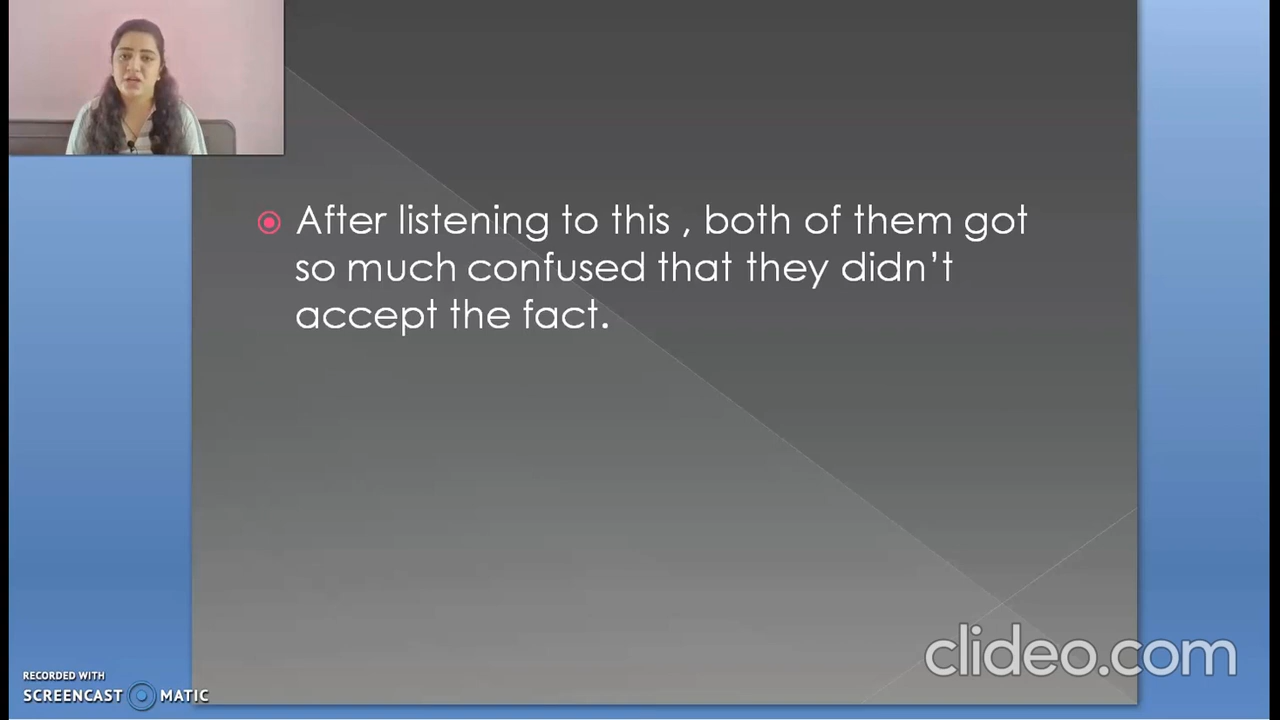 After listening to this , both of them got
so much confused that they didn’t
accept the fact.
clideo.com
RECORDED WITH
SCREENCAST MATIC